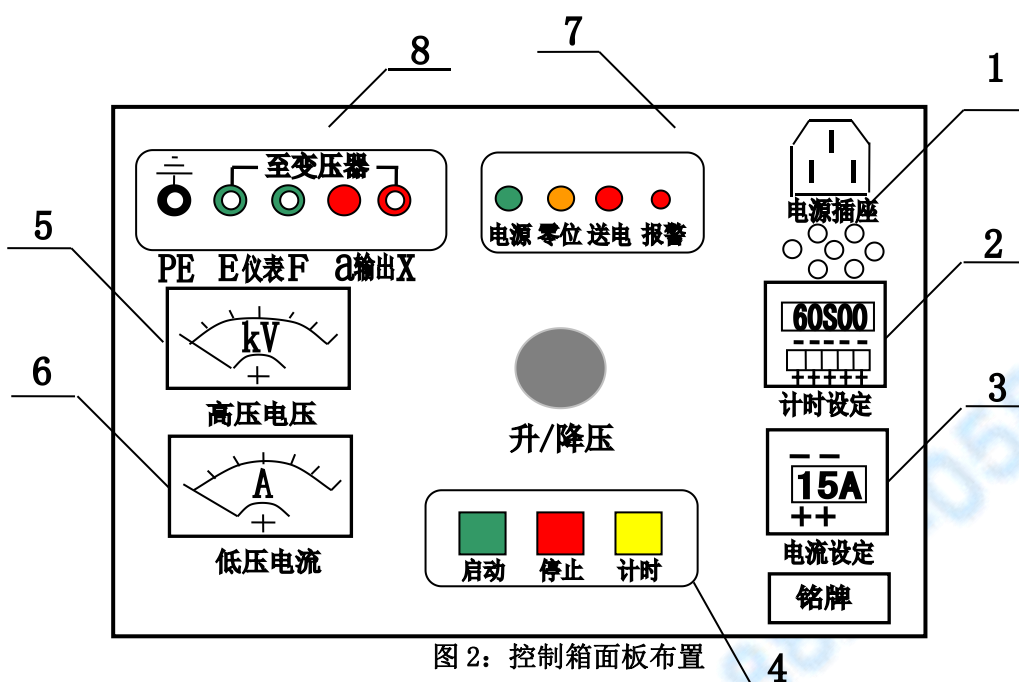 8
7
1
至变压器
电源插座
电源 零位 送电 报警
PE E仪表F a输出X
5
2
kV
60S00
+++++
高压电压
计时设定
6
3
升/降压
A
15A
++
低压电流
电流设定
启动 停止 计时
铭牌
图 2：控制箱面板布置
4